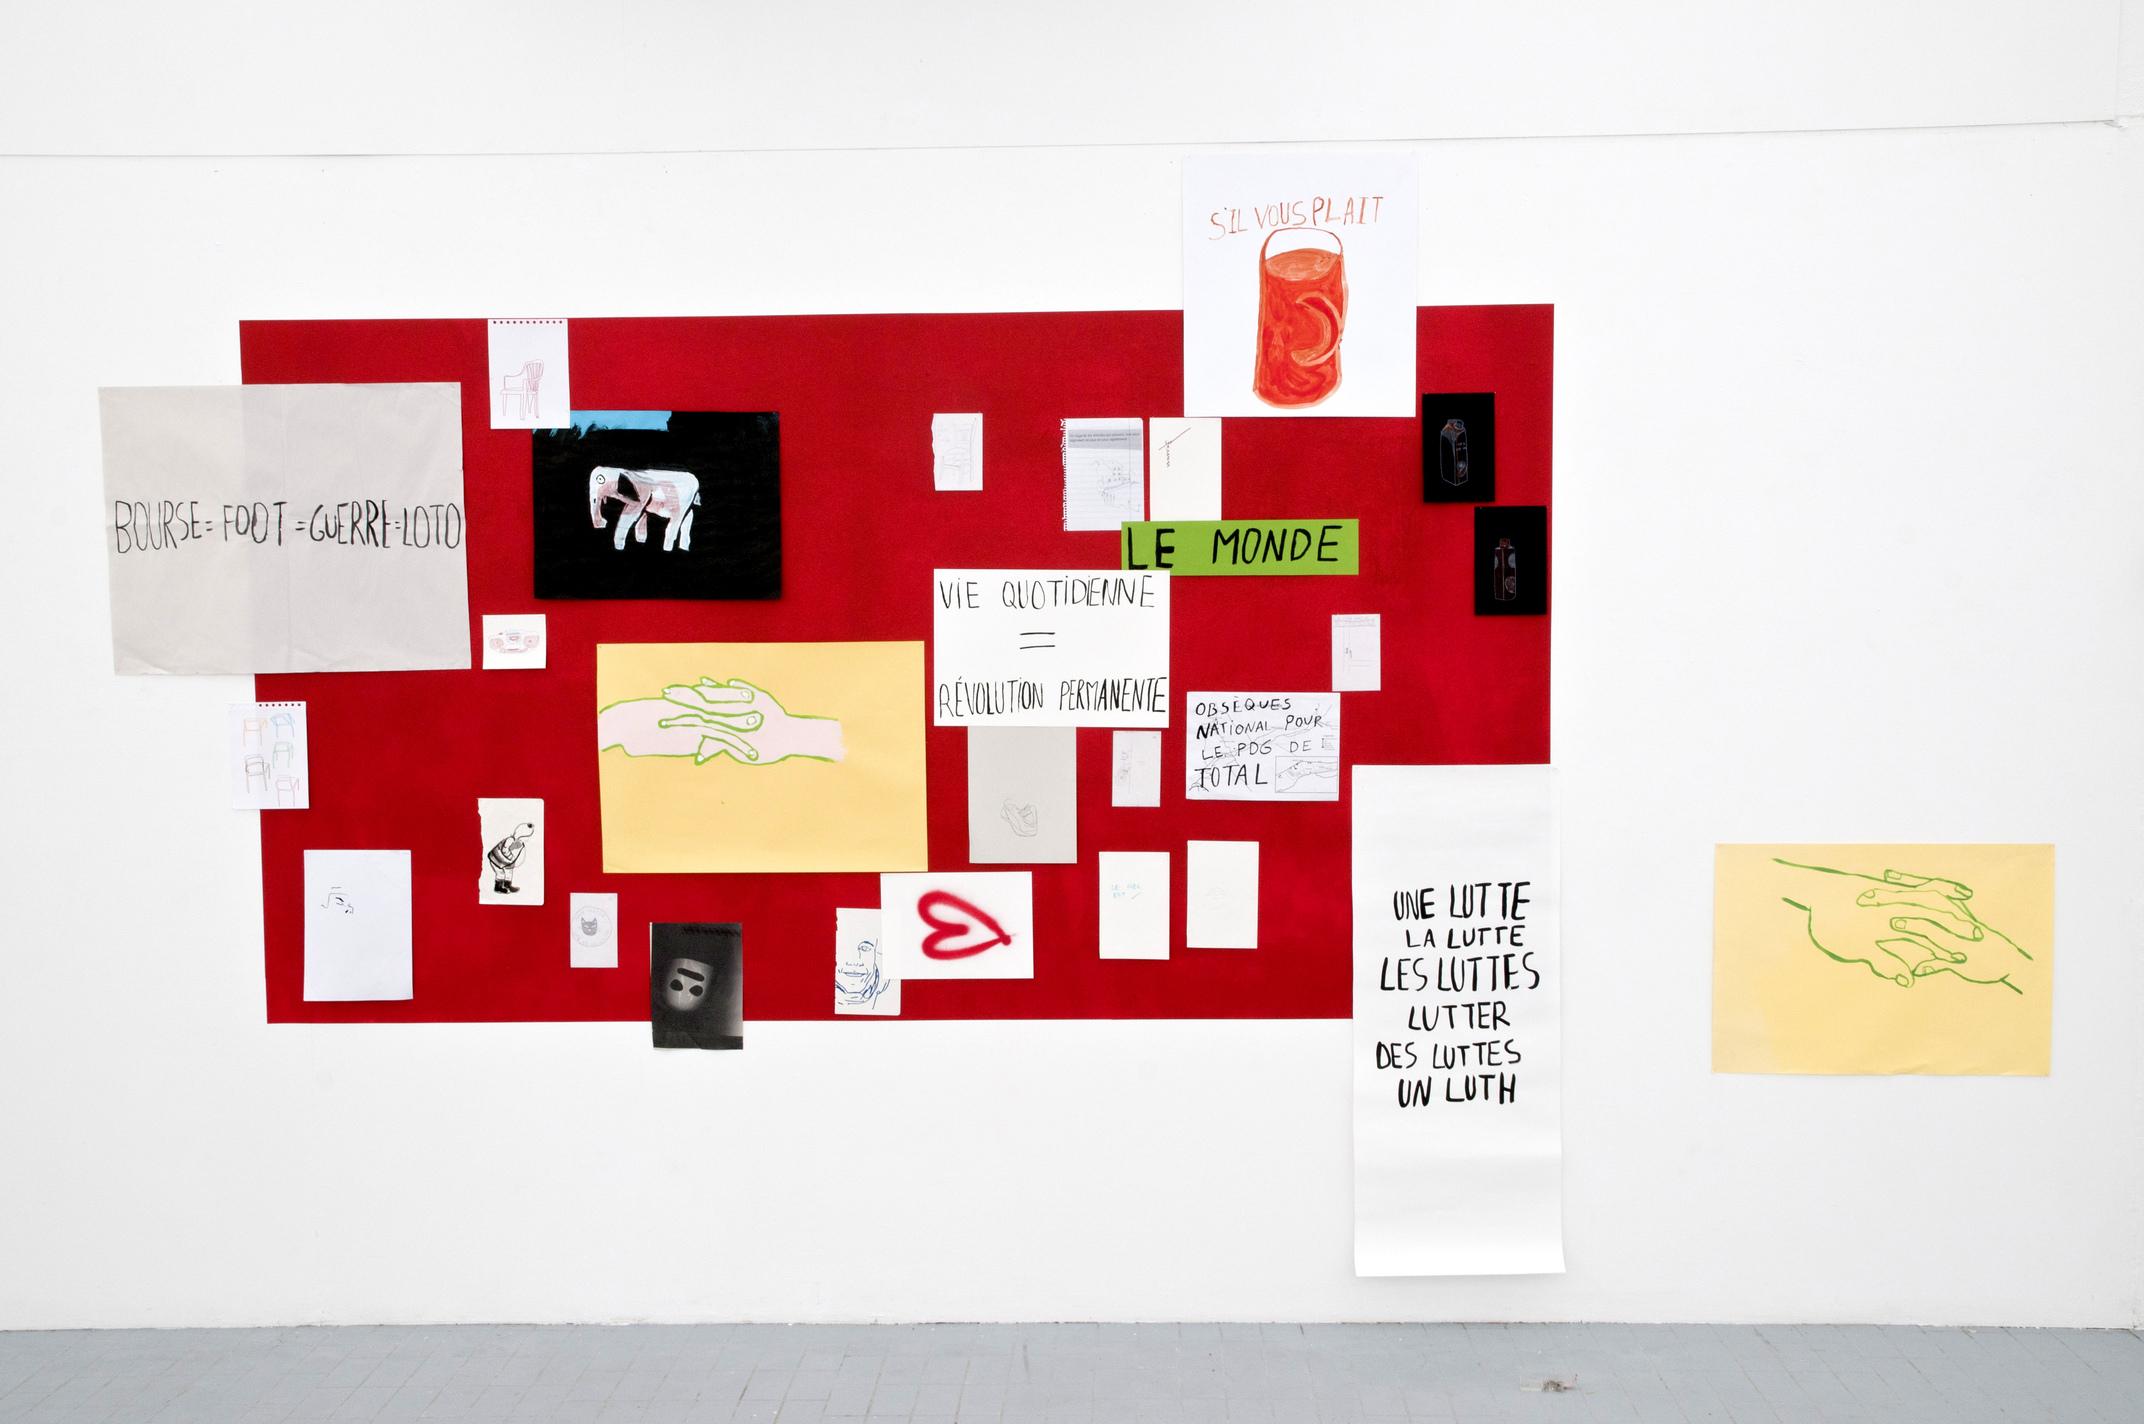 S'IL VOUS PLAIT
BOURSE = FOOT = GUERRE = LOTO
LE MONDE
VIE QUOTIDIENNE
=
RÉVOLUTION PERMANENTE
OBSÈQUES
NATIONAL POUR
LE PDG DE
TOTAL
UNE LUTTE
LA LUTTE
LES LUTTES
LUTTER
DES LUTTES
UN LUTH